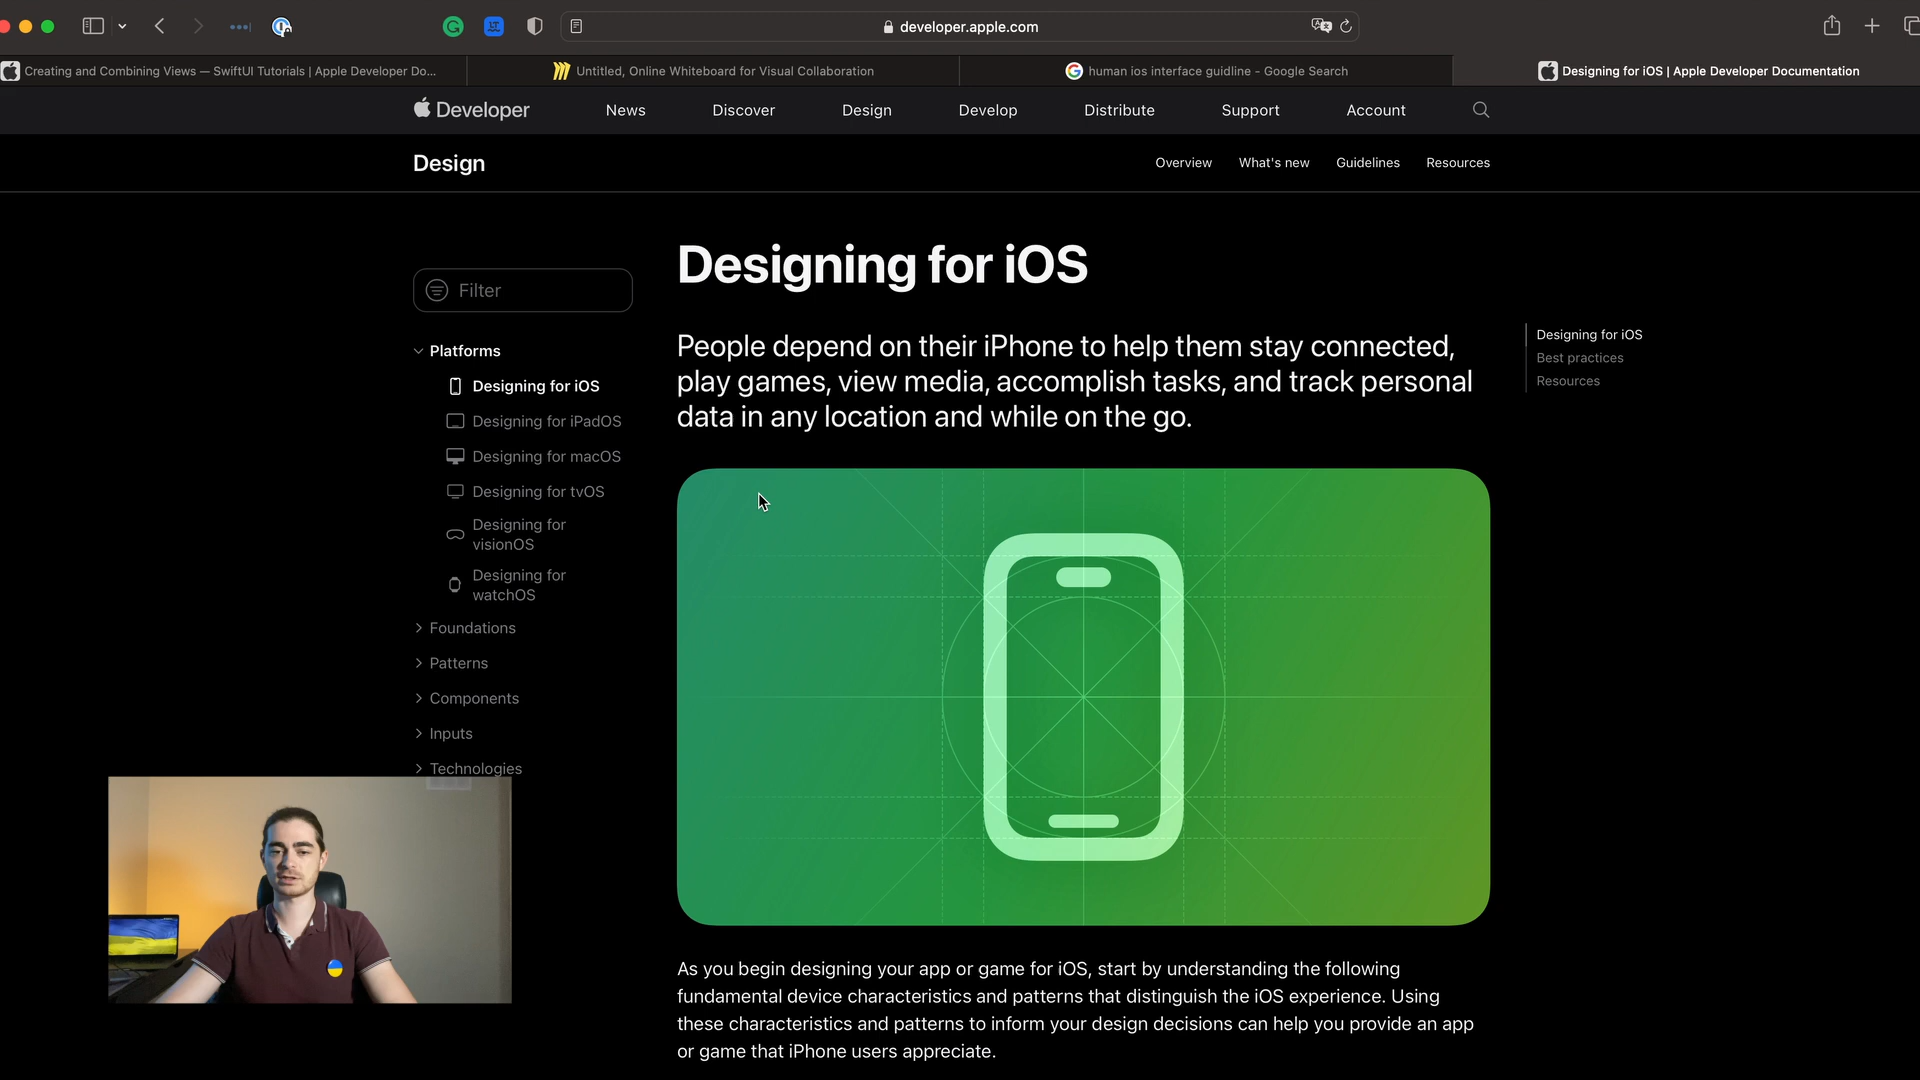 developer.apple.com
Creating and Combining Views — SwiftUI Tutorials | Apple Developer Do...
Untitled, Online Whiteboard for Visual Collaboration
human ios interface guidline - Google Search
Designing for iOS | Apple Developer Documentation
Developer
News
Discover
Design
Develop
Distribute
Support
Account
Design
Overview
What's new
Guidelines
Resources
Filter
Platforms
Designing for iOS
Designing for iPadOS
Designing for macOS
Designing for tvOS
Designing for
visionOS
Designing for
watchOS
Foundations
Patterns
Components
Inputs
Technologies
Designing for iOS
People depend on their iPhone to help them stay connected,
play games, view media, accomplish tasks, and track personal
data in any location and while on the go.
As you begin designing your app or game for iOS, start by understanding the following
fundamental device characteristics and patterns that distinguish the iOS experience. Using
these characteristics and patterns to inform your design decisions can help you provide an app
or game that iPhone users appreciate.
Designing for iOS
Best practices
Resources